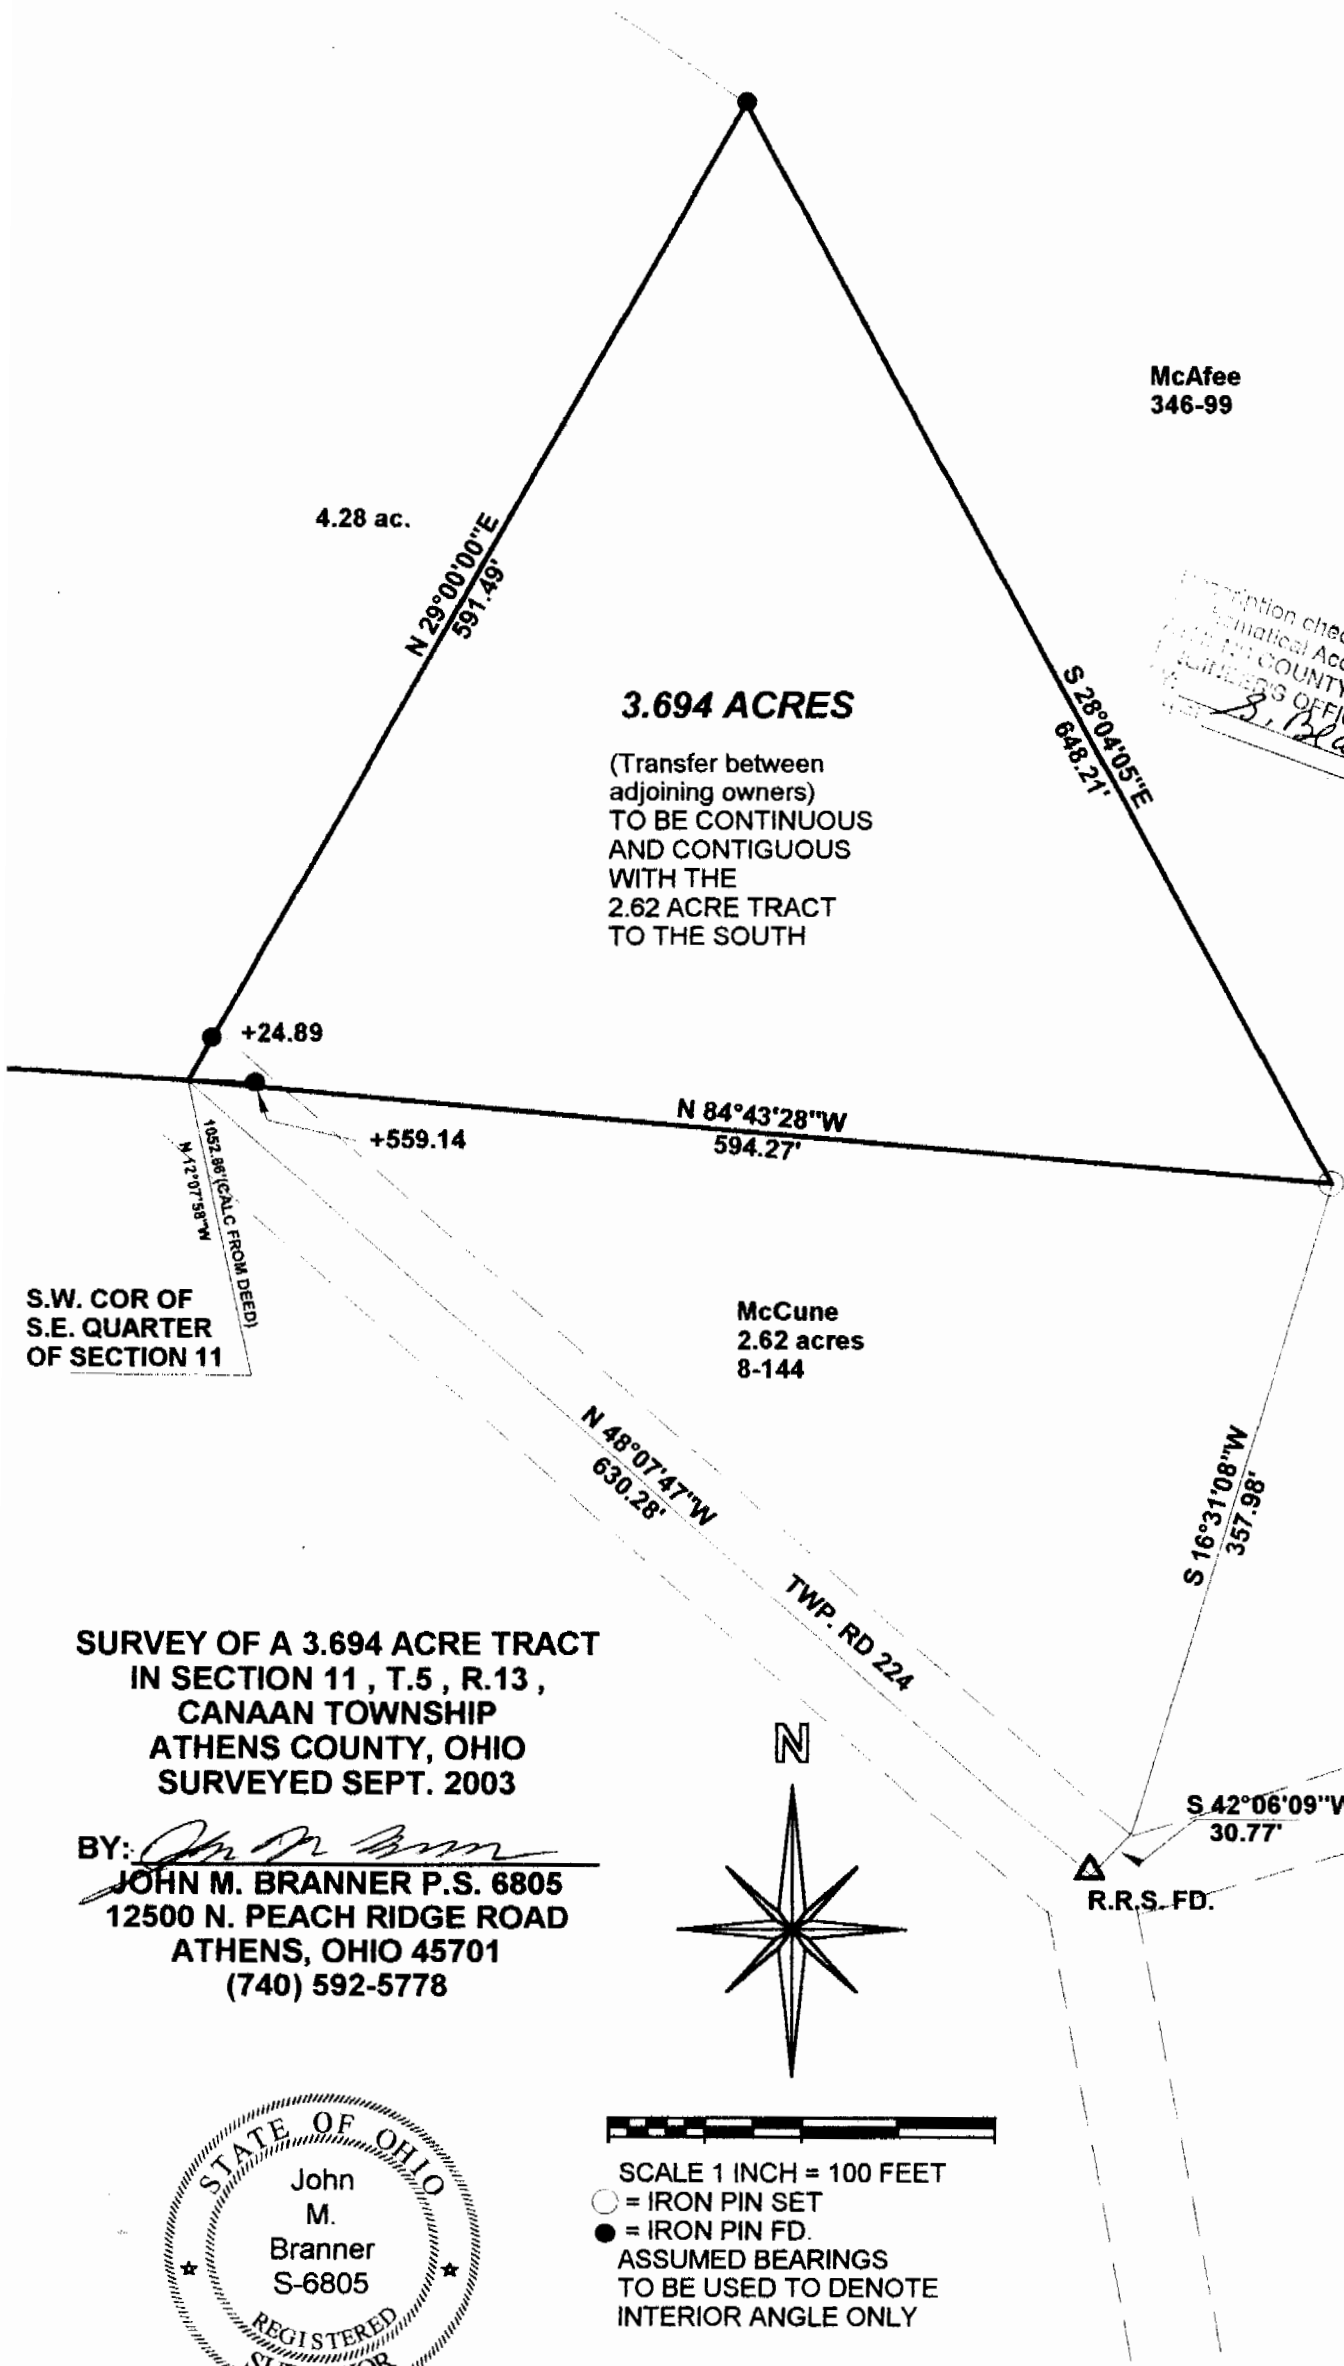 McAfee
346-99
4.28 ac.
N 29°00'00"E
591.49'
S 28°04'05"E
648.21'
COUNTY
3.694 ACRES
(Transfer between
adjoining owners)
TO BE CONTINUOUS
AND CONTIGUOUS
WITH THE
2.62 ACRE TRACT
TO THE SOUTH
+24.89
N 84°43'28"W
594.27'
+559.14
1052.86'(CALC FROM DEED)
N 12°07'58"W
S.W. COR OF
S.E. QUARTER
OF SECTION 11
McCune
2.62 acres
8-144
N 48°07'47"W
630.28'
S 16°31'08"W
357.98'
TWP. RD 224
SURVEY OF A 3.694 ACRE TRACT
IN SECTION 11 , T.5 , R.13 ,
CANAAN TOWNSHIP
ATHENS COUNTY, OHIO
SURVEYED SEPT. 2003
N
S 42°06'09"W
30.77'
R.R.S. FD.
BY: John M Branner
JOHN M. BRANNER P.S. 6805
12500 N. PEACH RIDGE ROAD
ATHENS, OHIO 45701
(740) 592-5778
STATE OF OHIO
John
M.
Branner
S-6805
REGISTERED
SCALE 1 INCH = 100 FEET
= IRON PIN SET
= IRON PIN FD.
ASSUMED BEARINGS
TO BE USED TO DENOTE
INTERIOR ANGLE ONLY